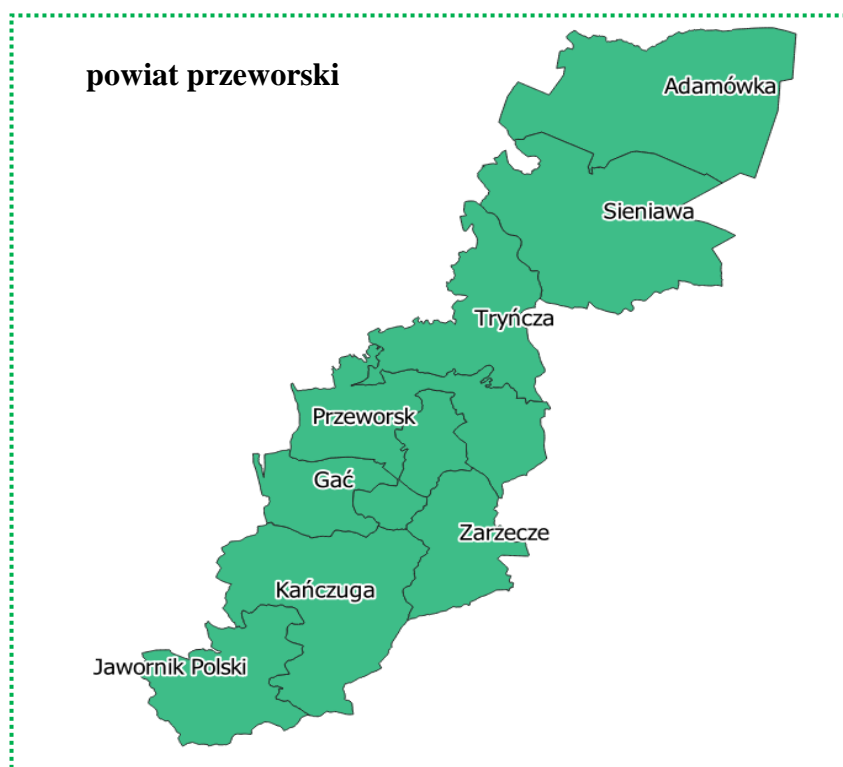 powiat przeworski
Adamówka
Sieniawa
Tryńcza
Przeworsk
Gać
Zarzecze
Kańczuga
Jawornik Polski